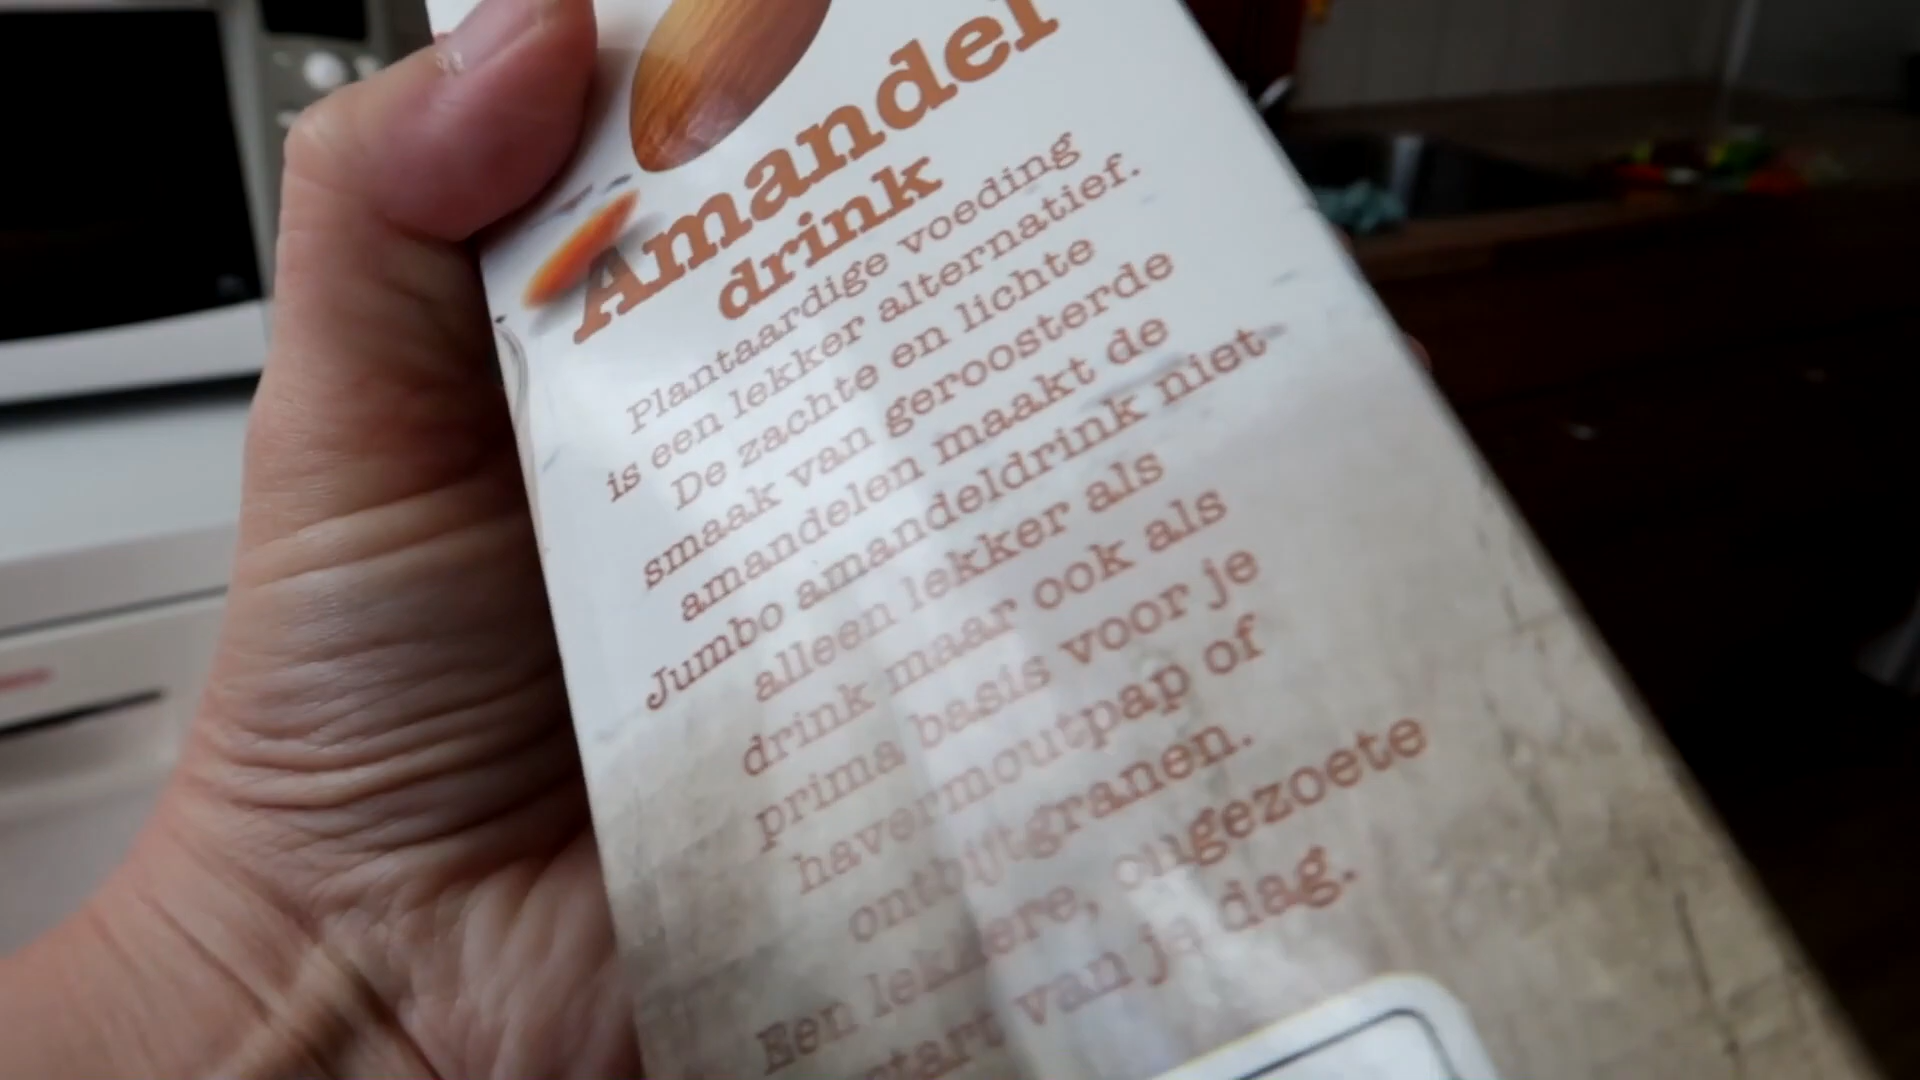 Amandel
drink
Plantaardige voeding
is een lekker alternatief.
De zachte en lichte
smaak van geroosterde
amandelen maakt de
Jumbo amandeldrink niet-
alleen lekker als
drink maar ook als
prima basis voor je
havermoutpap of
ontbijtgranen.
Een lekkere, ongezoete
start van je dag.